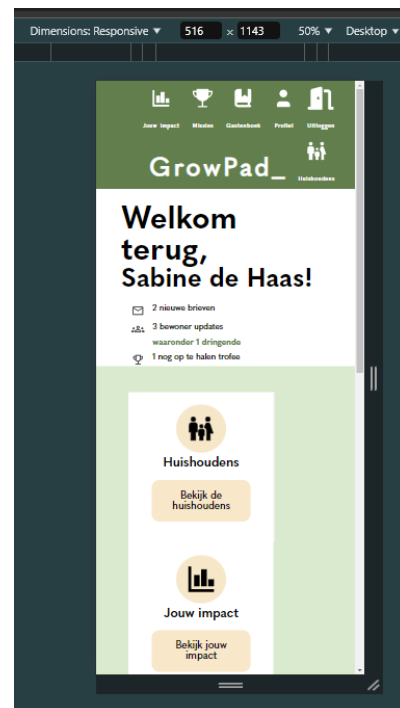 Dimensions: Responsive ▼ 516 × 1143 50% ▼ Desktop ▼
Jouw impact Missies Gastenboek Profiel Uitloggen
GrowPad_
Huishoudens
Welkom
terug,
Sabine de Haas!
2 nieuwe brieven
3 bewoner updates
waaronder 1 dringende
1 nog op te halen trofee
Huishoudens
Bekijk de
huishoudens
Jouw impact
Bekijk jouw
impact